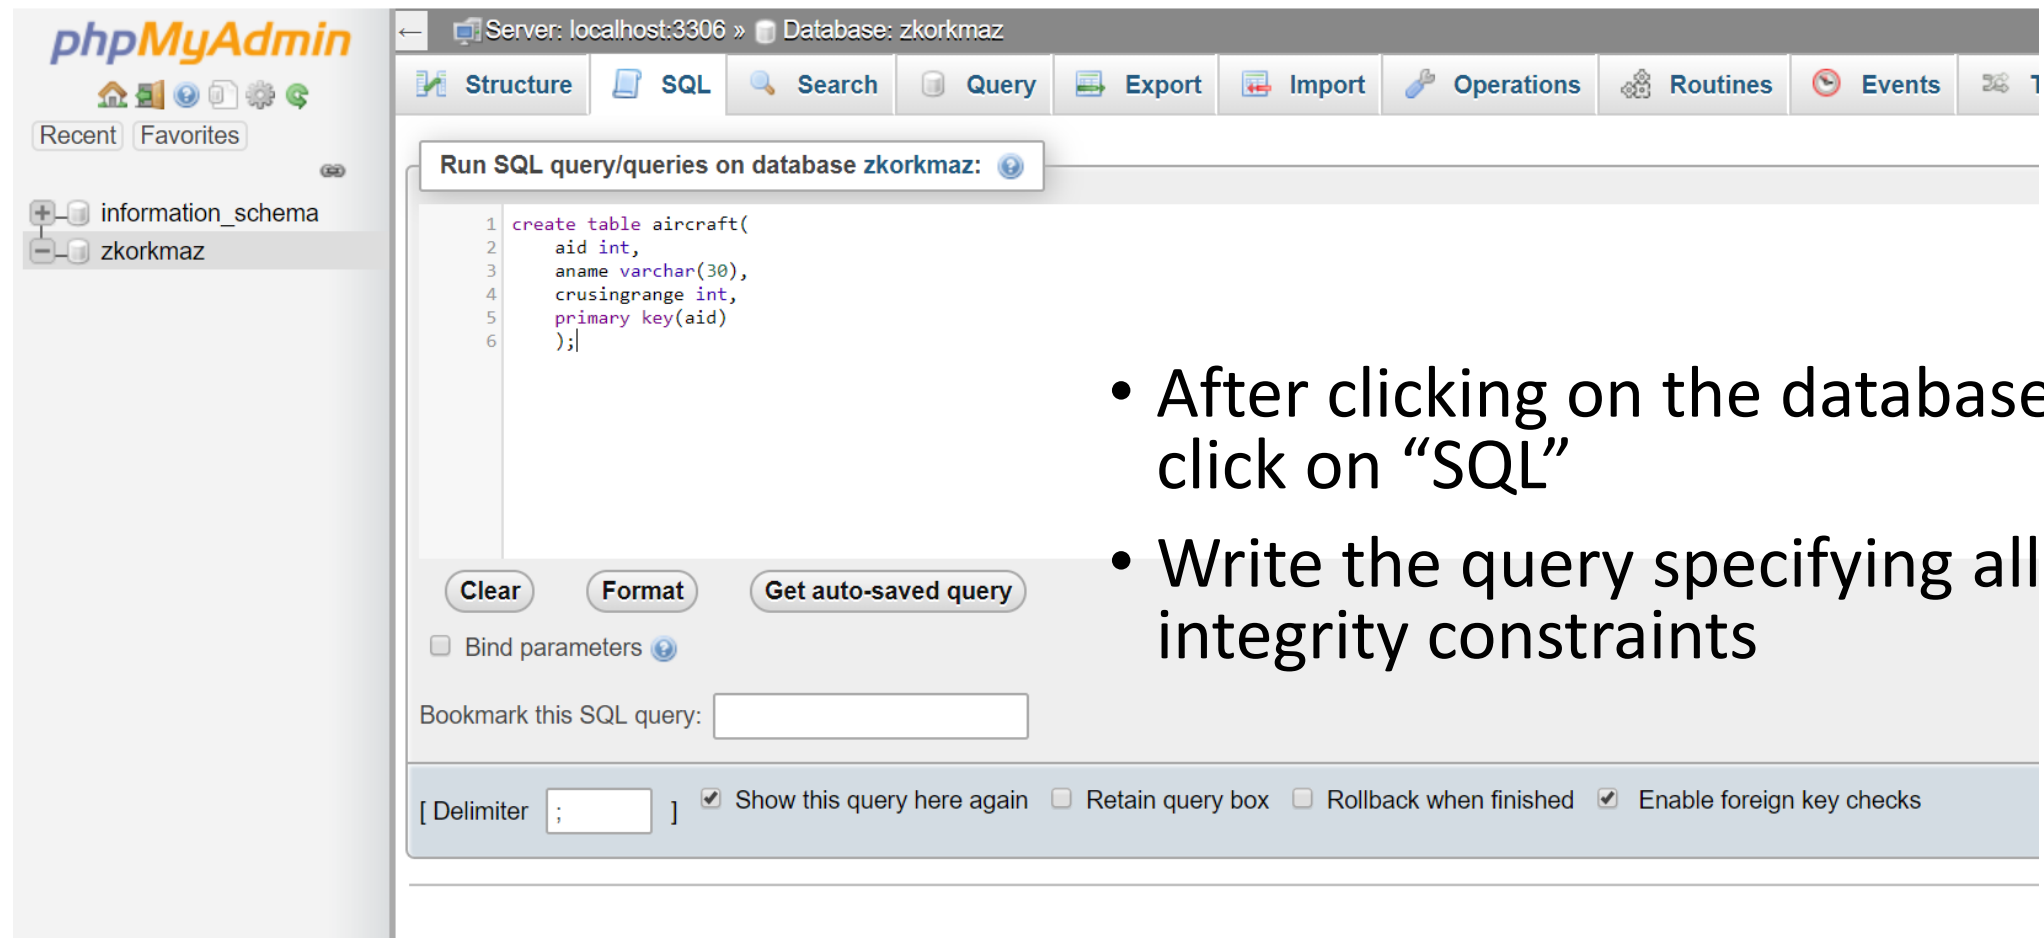 phpMyAdmin
Recent Favorites
information_schema
zkorkmaz
← Server: localhost:3306 » Database: zkorkmaz
Structure SQL Search Query Export Import Operations Routines Events
Run SQL query/queries on database zkorkmaz:
1 create table aircraft(
2 aid int,
3 aname varchar(30),
4 crusingrange int,
5 primary key(aid)
6 );
• After clicking on the database
click on “SQL”
• Write the query specifying all
integrity constraints
Clear Format Get auto-saved query
Bind parameters
Bookmark this SQL query:
[ Delimiter ; ] Show this query here again Retain query box Rollback when finished Enable foreign key checks